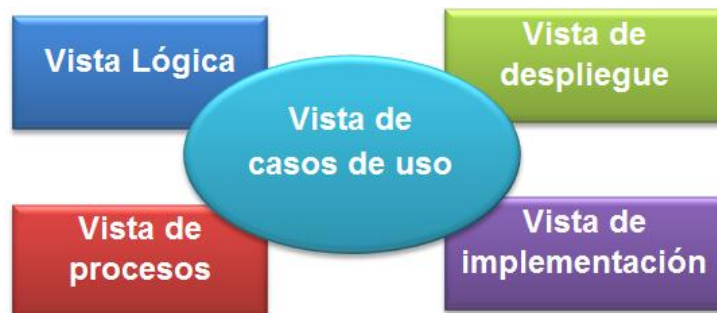 Vista Lógica
Vista de
despliegue
Vista de
casos de uso
Vista de
procesos
Vista de
implementación